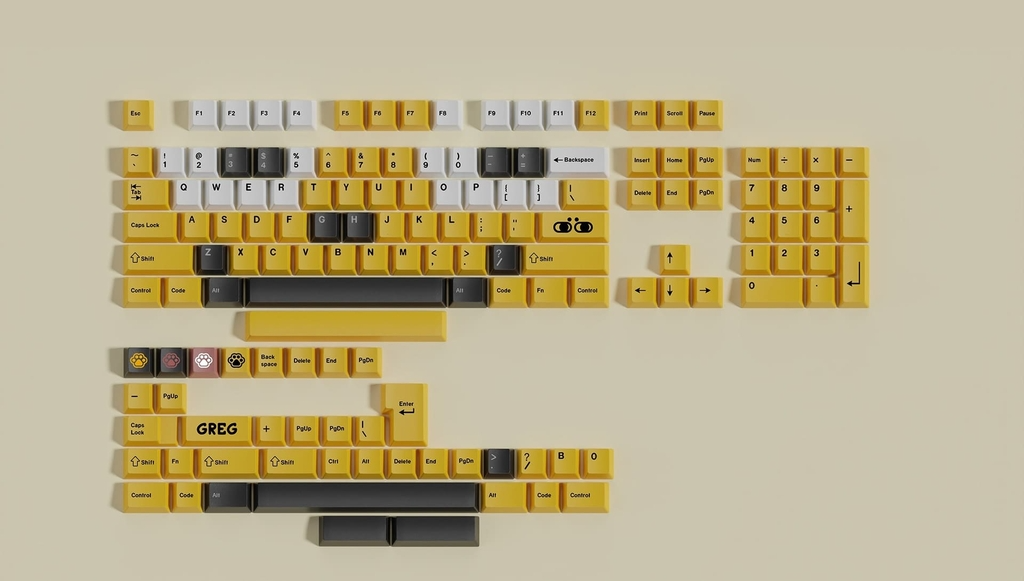 Esc F1 F2 F3 F4 F5 F6 F7 F8 F9 F10 F11 F12 Print Scroll Pause
~ ! @ # $ % ^ & * ( ) _ + ← Backspace Insert Home PgUp Num ÷ × −
` 1 2 3 4 5 6 7 8 9 0 - =
Tab Q W E R T Y U I O P { } | Delete End PgDn 7 8 9
[ ] \
Caps Lock A S D F G H J K L : " 4 5 6 +
; '
Shift Z X C V B N M < > ? Shift ↑ 1 2 3
, . /
Control Code Alt Alt Code Fn Control ← ↓ → 0 .
Back space Delete End PgDn
− PgUp Enter
Caps Lock GREG + PgUp PgDn |
\
Shift Fn Shift Shift Ctrl Alt Delete End PgDn > ? B 0
. /
Control Code Alt Alt Code Control